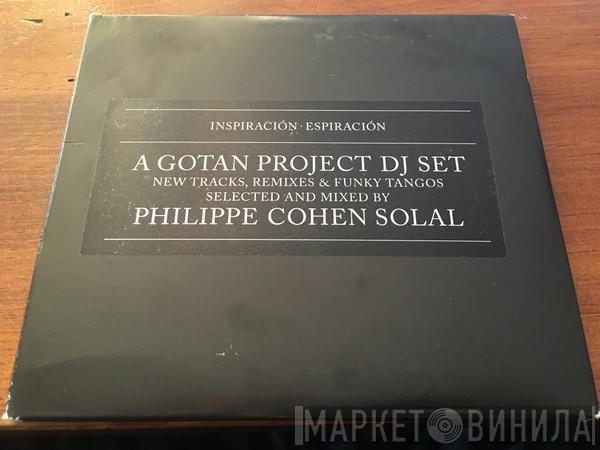 INSPIRACIÓN · ESPIRACIÓN
A GOTAN PROJECT DJ SET
NEW TRACKS, REMIXES & FUNKY TANGOS
SELECTED AND MIXED BY
PHILIPPE COHEN SOLAL
МАРКЕТ ВИНИЛА